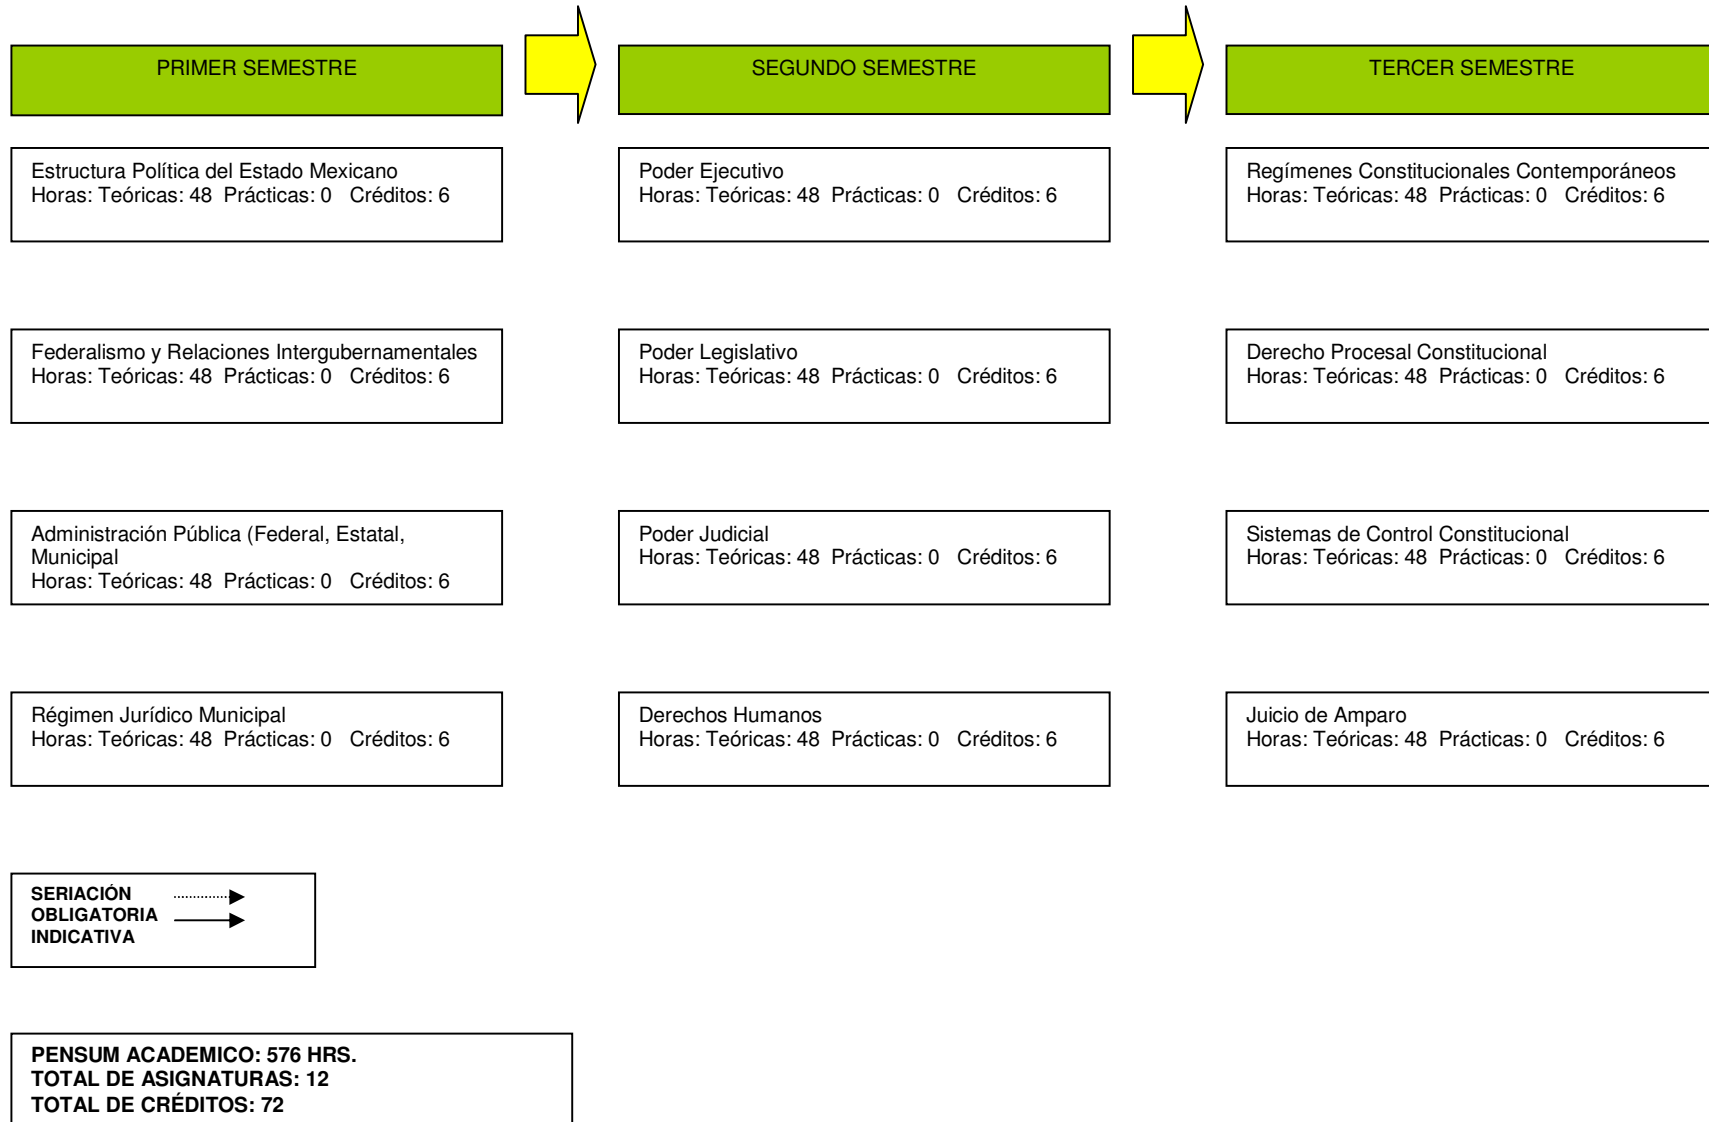 PRIMER SEMESTRE
SEGUNDO SEMESTRE
TERCER SEMESTRE
Estructura Política del Estado Mexicano
Horas: Teóricas: 48 Prácticas: 0 Créditos: 6
Poder Ejecutivo
Horas: Teóricas: 48 Prácticas: 0 Créditos: 6
Regímenes Constitucionales Contemporáneos
Horas: Teóricas: 48 Prácticas: 0 Créditos: 6
Federalismo y Relaciones Intergubernamentales
Horas: Teóricas: 48 Prácticas: 0 Créditos: 6
Poder Legislativo
Horas: Teóricas: 48 Prácticas: 0 Créditos: 6
Derecho Procesal Constitucional
Horas: Teóricas: 48 Prácticas: 0 Créditos: 6
Administración Pública (Federal, Estatal,
Municipal
Horas: Teóricas: 48 Prácticas: 0 Créditos: 6
Poder Judicial
Horas: Teóricas: 48 Prácticas: 0 Créditos: 6
Sistemas de Control Constitucional
Horas: Teóricas: 48 Prácticas: 0 Créditos: 6
Régimen Jurídico Municipal
Horas: Teóricas: 48 Prácticas: 0 Créditos: 6
Derechos Humanos
Horas: Teóricas: 48 Prácticas: 0 Créditos: 6
Juicio de Amparo
Horas: Teóricas: 48 Prácticas: 0 Créditos: 6
SERIACIÓN
OBLIGATORIA
INDICATIVA
PENSUM ACADEMICO: 576 HRS.
TOTAL DE ASIGNATURAS: 12
TOTAL DE CRÉDITOS: 72